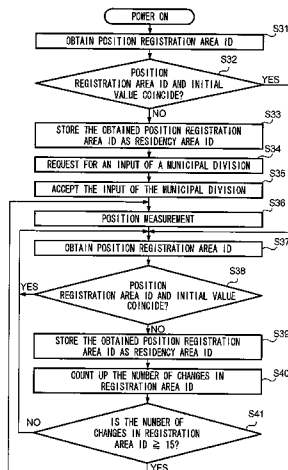 POWER ON
S31
OBTAIN POSITION REGISTRATION AREA ID
S32
POSITION
REGISTRATION AREA ID AND INITIAL
VALUE COINCIDE?
YES
NO
S33
STORE THE OBTAINED POSITION REGISTRATION
AREA ID AS RESIDENCY AREA ID
S34
REQUEST FOR AN INPUT OF A MUNICIPAL DIVISION
S35
ACCEPT THE INPUT OF THE MUNICIPAL DIVISION
S36
POSITION MEASUREMENT
S37
OBTAIN POSITION REGISTRATION AREA ID
S38
YES
POSITION
REGISTRATION AREA ID AND INITIAL VALUE
COINCIDE?
NO
S39
STORE THE OBTAINED POSITION REGISTRATION
AREA ID AS RESIDENCY AREA ID
S40
COUNT UP THE NUMBER OF CHANGES IN
REGISTRATION AREA ID
S41
NO
IS THE NUMBER
OF CHANGES IN REGISTRATION
AREA ID ≧ 15?
YES